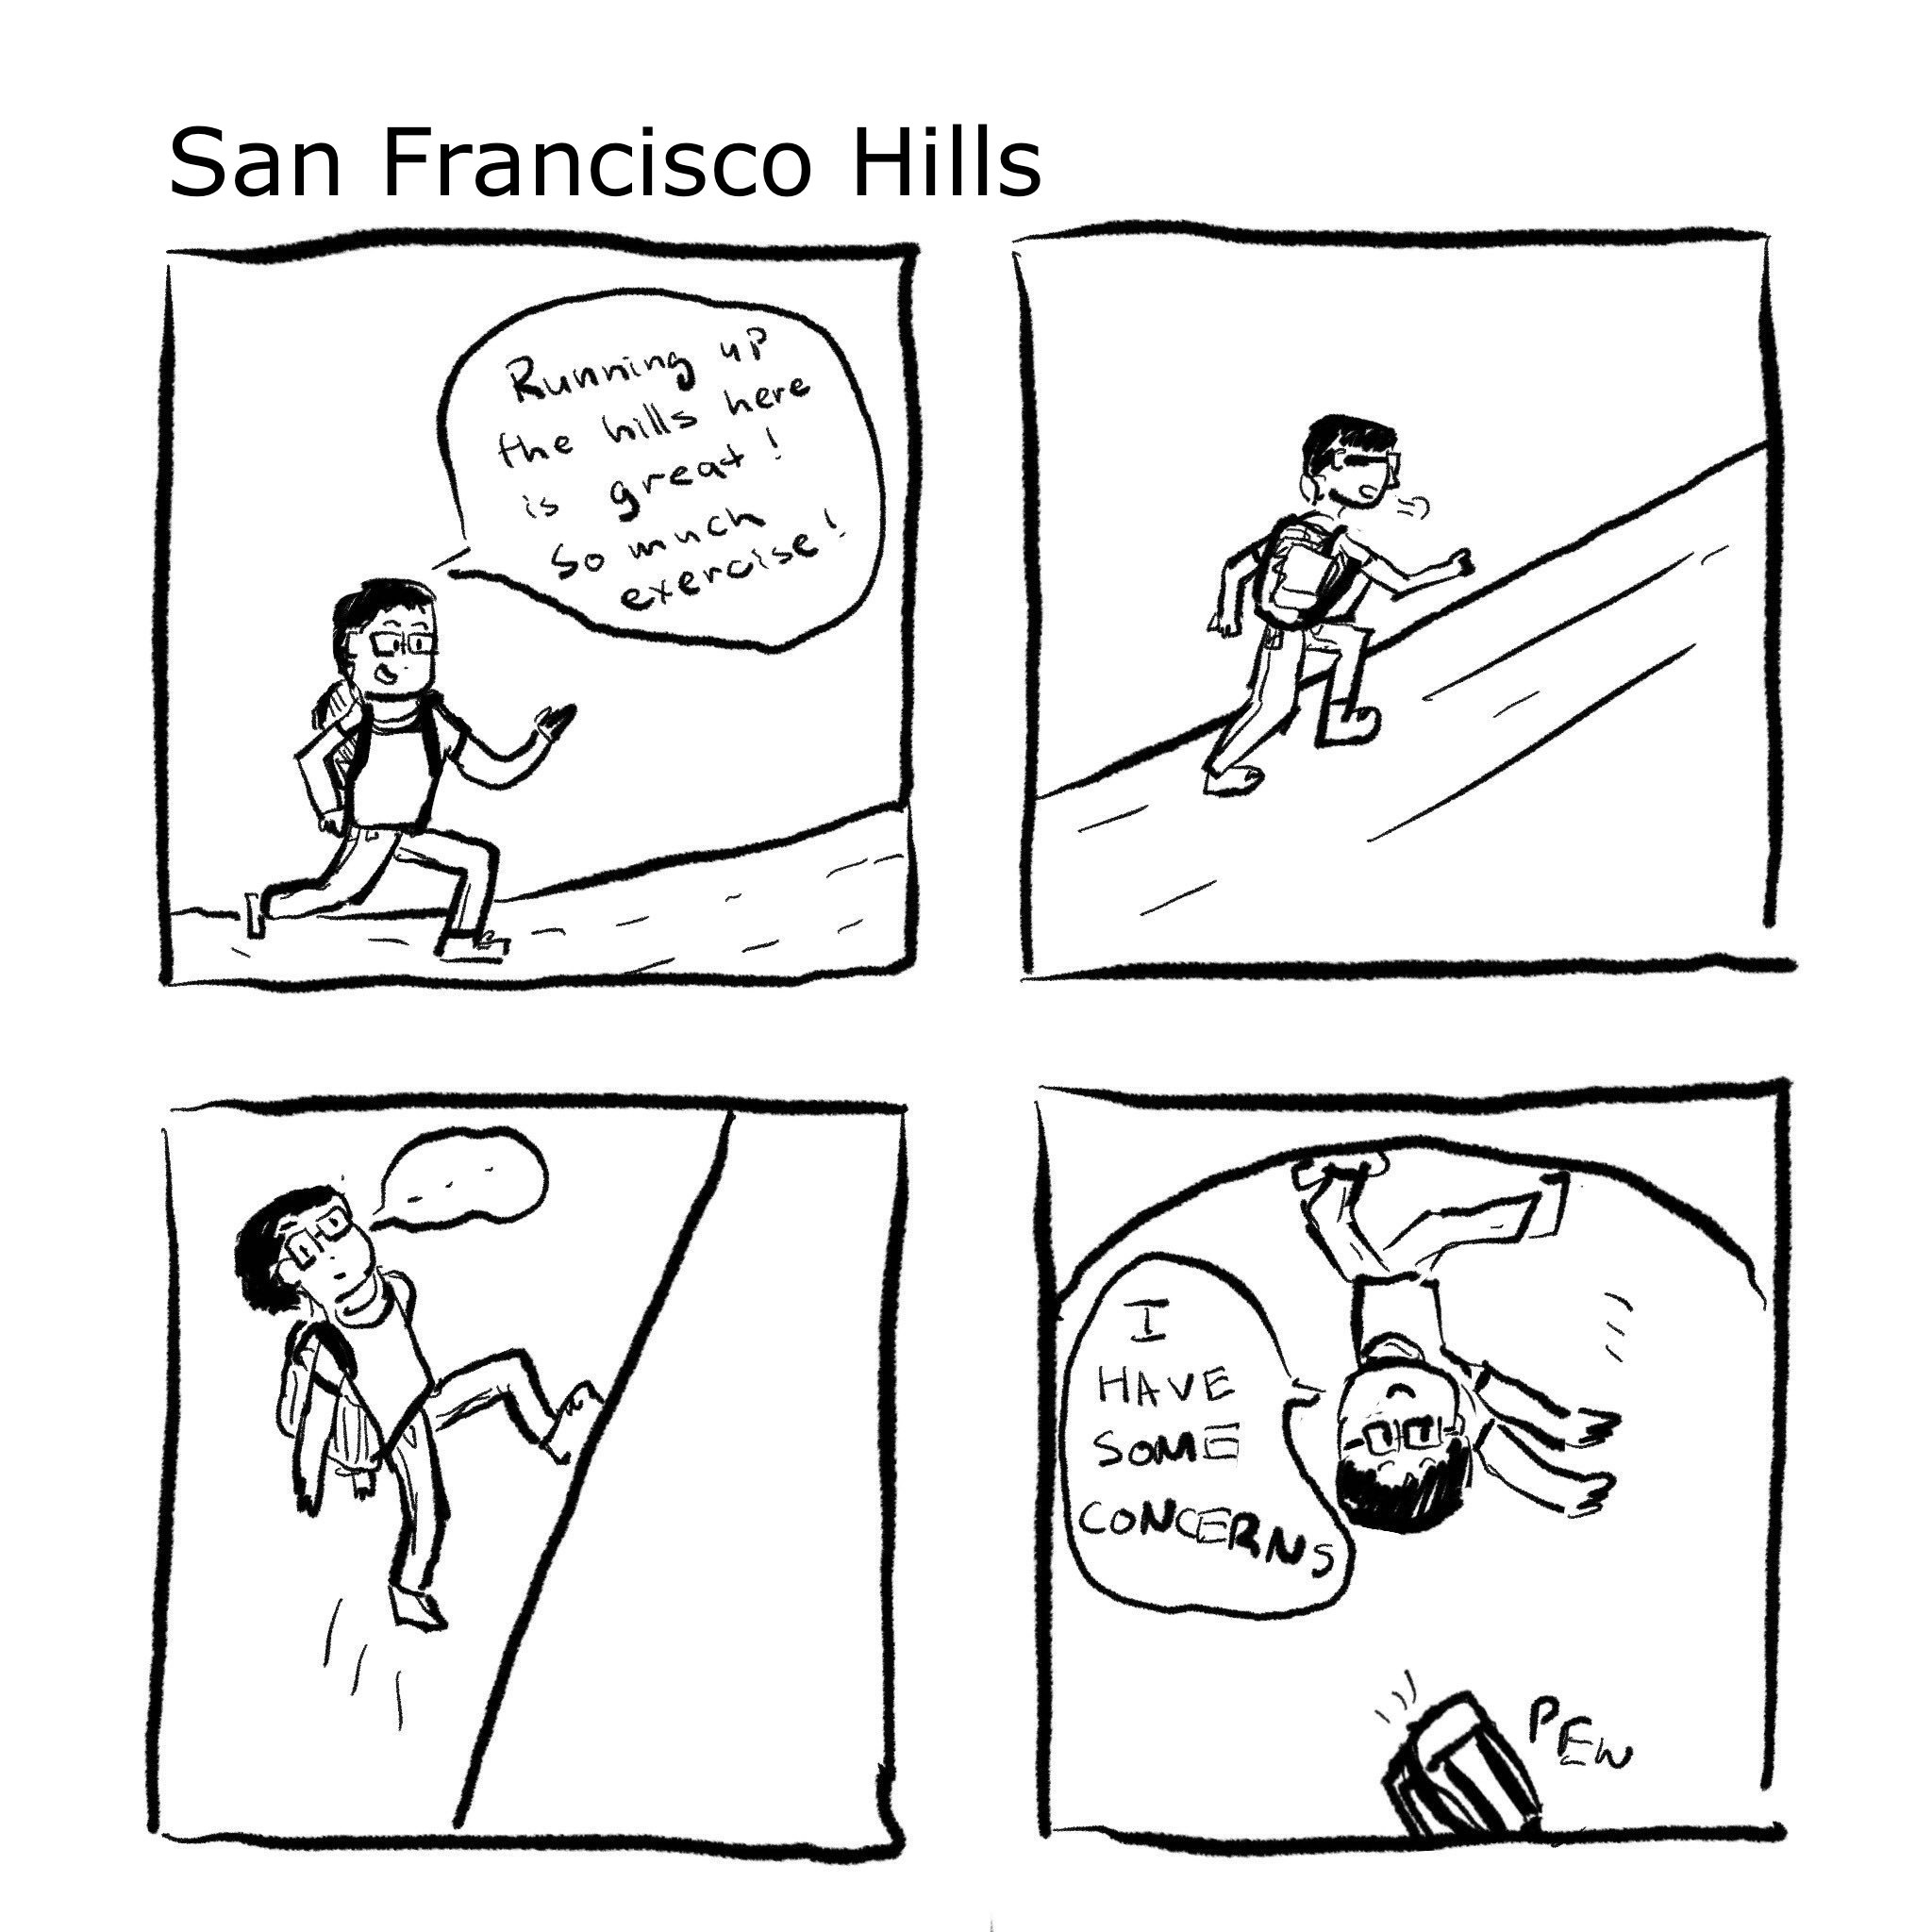 San Francisco Hills
Running up
the hills here
is great!
So much
exercise!
...
I
HAVE
SOME
CONCERNS
PEW